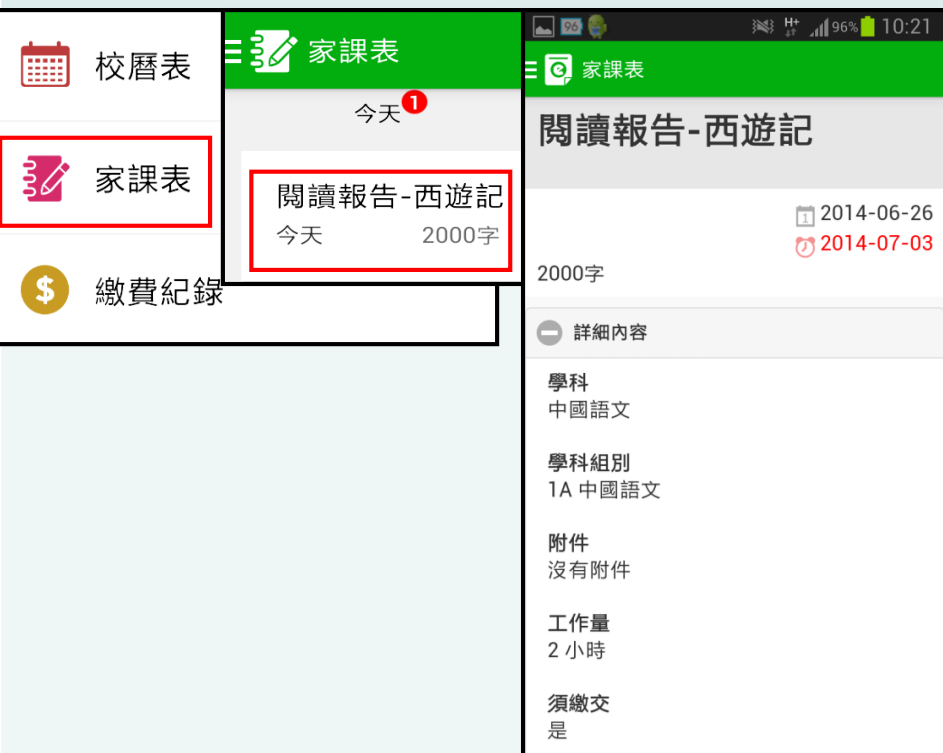 校曆表
家課表
繳費紀錄
家課表
今天
1
閱讀報告-西遊記
今天 2000字
96 H+ 96% 10:21
家課表
閱讀報告-西遊記
1 2014-06-26
2014-07-03
2000字
詳細內容
學科
中國語文
學科組別
1A 中國語文
附件
沒有附件
工作量
2 小時
須繳交
是